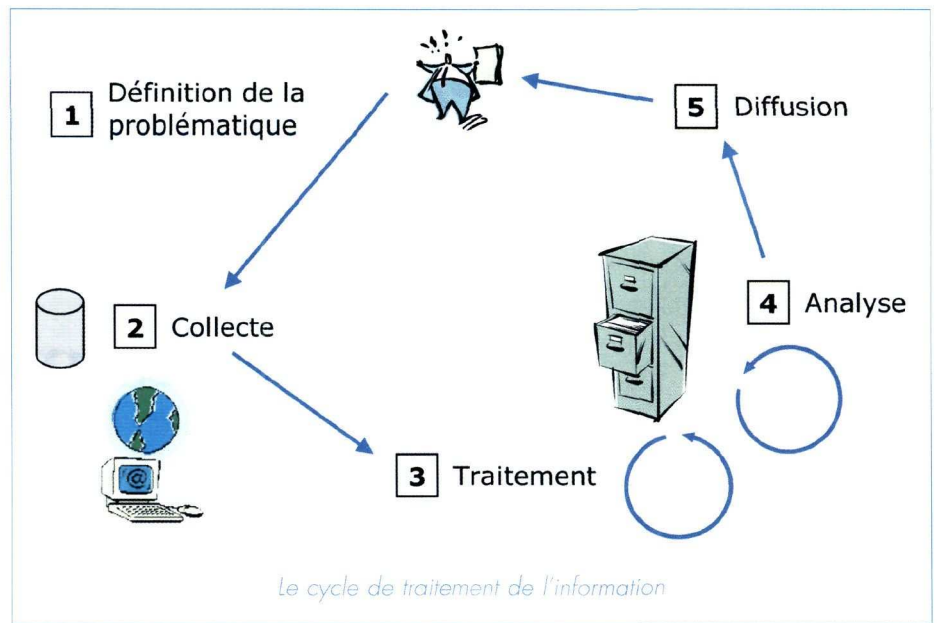 1 Définition de la
problématique
5 Diffusion
4 Analyse
2 Collecte
@
3 Traitement
Le cycle de traitement de l'information